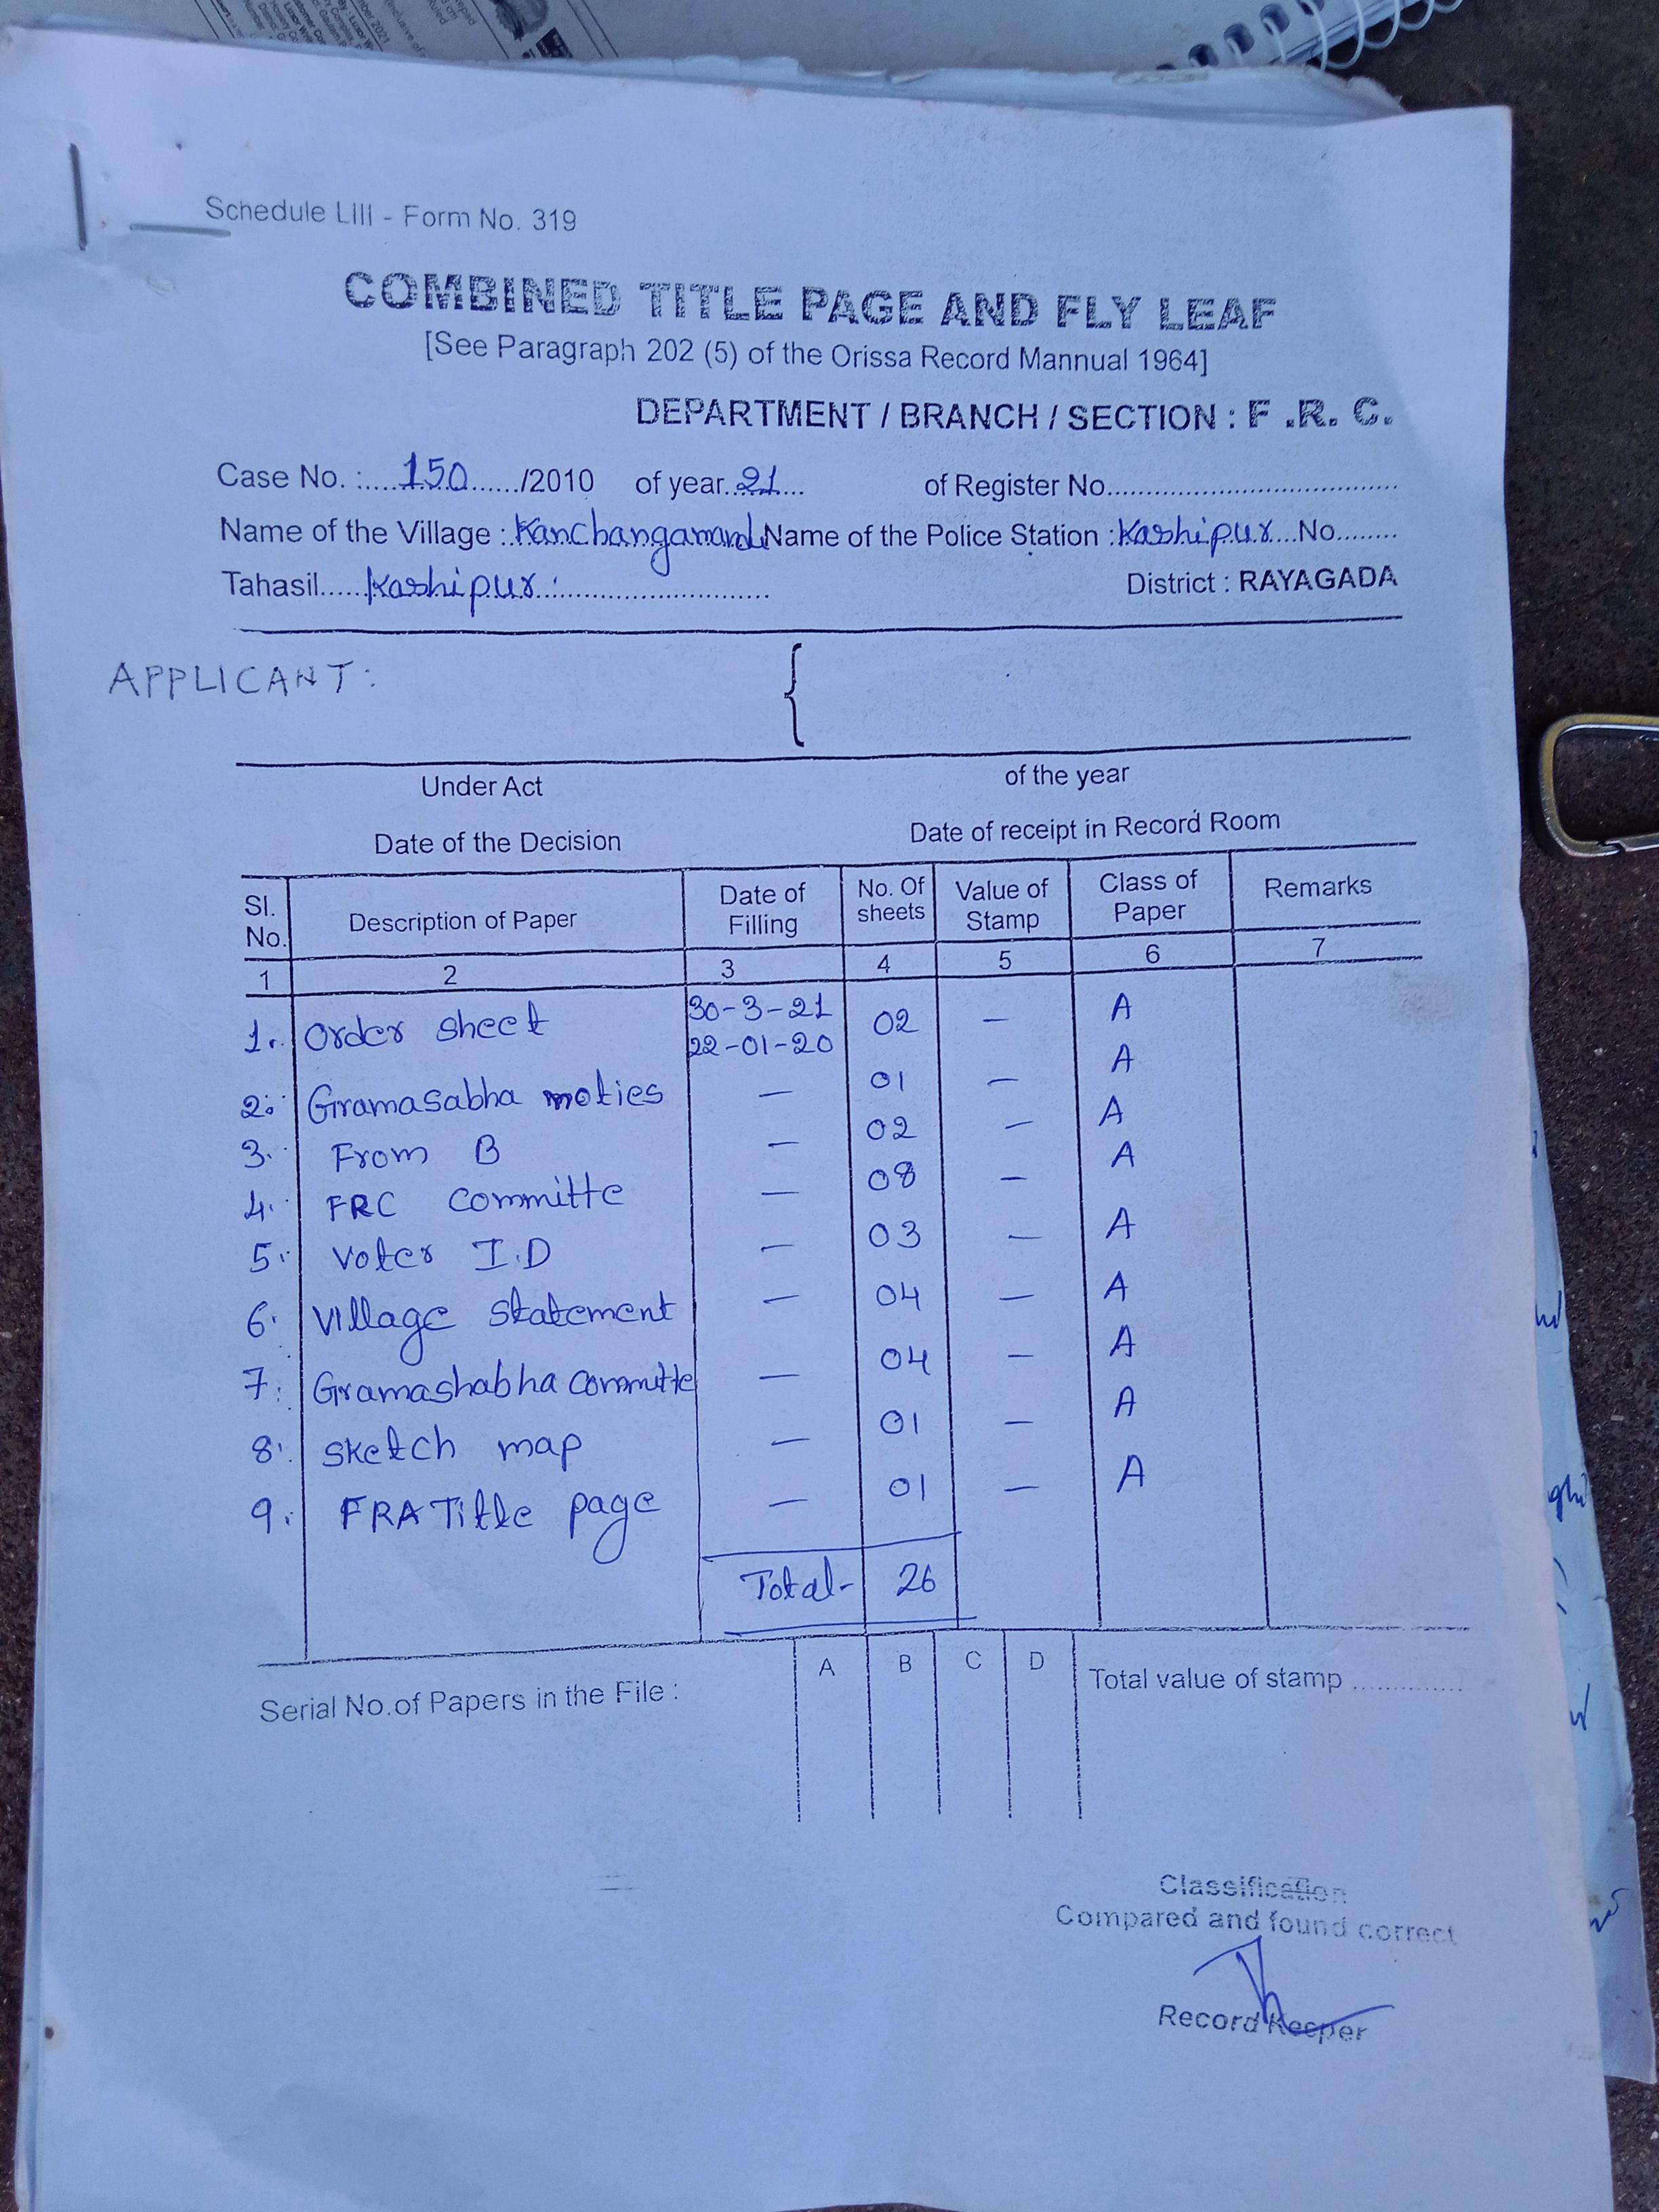 Schedule LIII - Form No. 319
COMBINED TITLE PAGE AND FLY LEAF
[See Paragraph 202 (5) of the Orissa Record Mannual 1964]
DEPARTMENT / BRANCH / SECTION : F .R. C.
Case No. :....150....../2010 of year..21.... of Register No......................................
Name of the Village : Name of the Police Station : Kashipur...No........
Tahasil.....Kashipur............................. District : RAYAGADA
APPLICANT: {
Under Act of the year
Date of the Decision Date of receipt in Record Room
Sl. No. Description of Paper Date of Filling No. Of sheets Value of Stamp Class of Paper Remarks
1 2 3 4 5 6 7
1. Order sheet 30-3-21 22-01-20 02 — A
2. Gramasabha moties — 01 — A
3. From B — 02 — A
4. FRC committe — 08 — A
5. Voter I.D — 03 — A
6. Village statement — 04 — A
7. Gramashabha committe — 04 — A
8. Sketch map — 01 — A
9. FRA Title page — 01 — A
Total- 26
Serial No.of Papers in the File : A B C D Total value of stamp ..............
Classification
Compared and found correct
Record Keeper